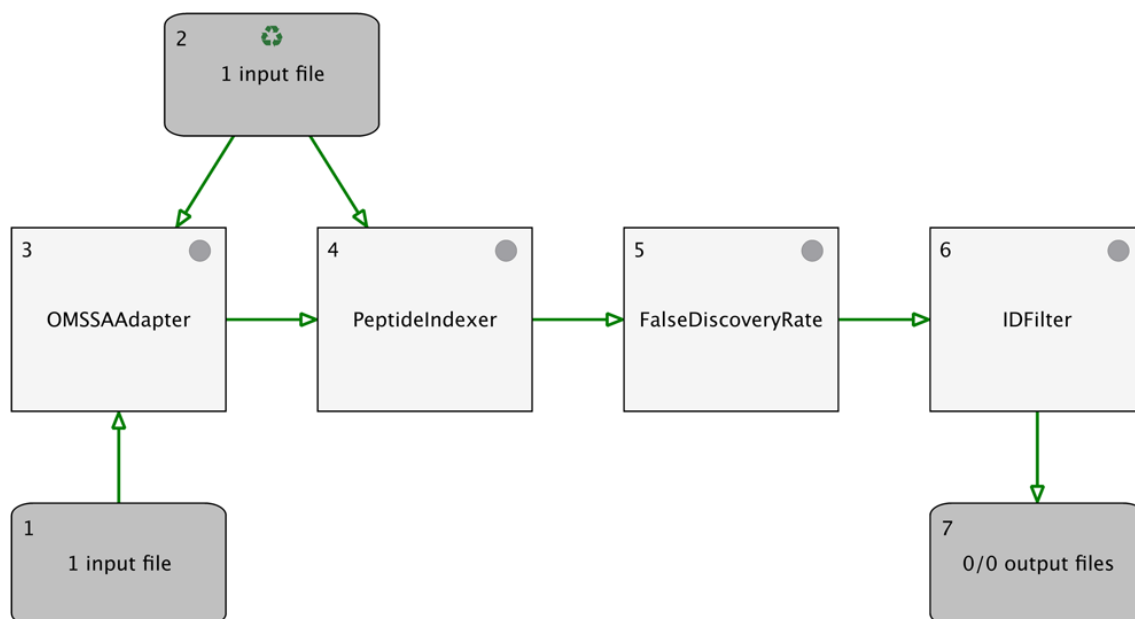 2
1 input file
3
OMSSAAdapter
4
PeptideIndexer
5
FalseDiscoveryRate
6
IDFilter
1
1 input file
7
0/0 output files